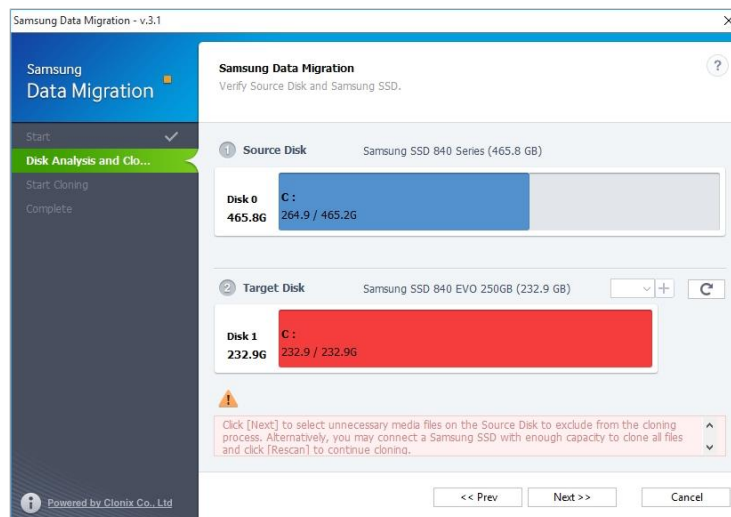 Samsung Data Migration - v.3.1
Samsung
Data Migration
Start
Disk Analysis and Clo...
Start Cloning
Complete
Samsung Data Migration
Verify Source Disk and Samsung SSD.
?
1 Source Disk Samsung SSD 840 Series (465.8 GB)
Disk 0
465.8G
C :
264.9 / 465.2G
2 Target Disk Samsung SSD 840 EVO 250GB (232.9 GB)
Disk 1
232.9G
C :
232.9 / 232.9G
Click [Next] to select unnecessary media files on the Source Disk to exclude from the cloning
process. Alternatively, you may connect a Samsung SSD with enough capacity to clone all files
and click [Rescan] to continue cloning.
Powered by Clonix Co., Ltd
<< Prev Next >> Cancel